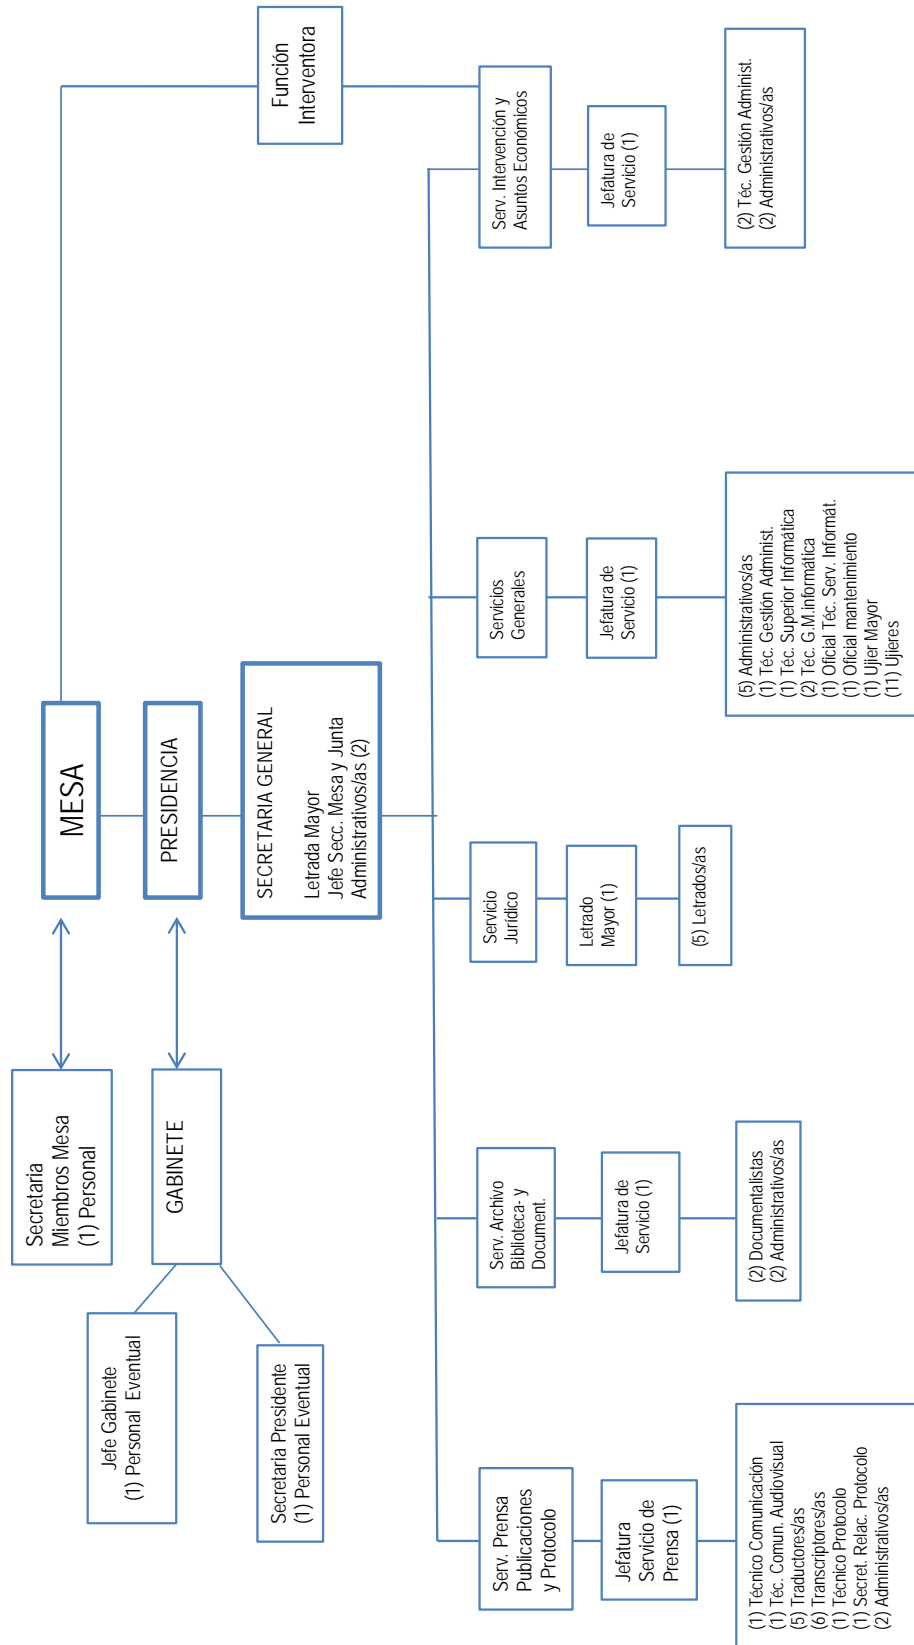 MESA
PRESIDENCIA
SECRETARIA GENERAL
Letrada Mayor
Jefe Secc. Mesa y Junta
Administrativos/as (2)
Secretaria
Miembros Mesa
(1) Personal
GABINETE
Jefe Gabinete
(1) Personal Eventual
Secretaria Presidente
(1) Personal Eventual
Función
Interventora
Serv. Prensa
Publicaciones
y Protocolo
Jefatura
Servicio de
Prensa (1)
(1) Técnico Comunicación
(1) Téc. Comun. Audiovisual
(5) Traductores/as
(6) Transcriptores/as
(1) Técnico Protocolo
(1) Secret. Relac. Protocolo
(2) Administrativos/as
Serv. Archivo
Biblioteca- y
Document.
Jefatura de
Servicio (1)
(2) Documentalistas
(2) Administrativos/as
Servicio
Jurídico
Letrado
Mayor (1)
(5) Letrados/as
Servicios
Generales
Jefatura de
Servicio (1)
(5) Administrativos/as
(1) Téc. Gestión Administ.
(1) Téc. Superior Informática
(2) Téc. G.M.informática
(1) Oficial Téc. Serv. Informát.
(1) Oficial mantenimiento
(1) Ujier Mayor
(11) Ujieres
Serv. Intervención y
Asuntos Económicos
Jefatura de
Servicio (1)
(2) Téc. Gestión Administ.
(2) Administrativos/as